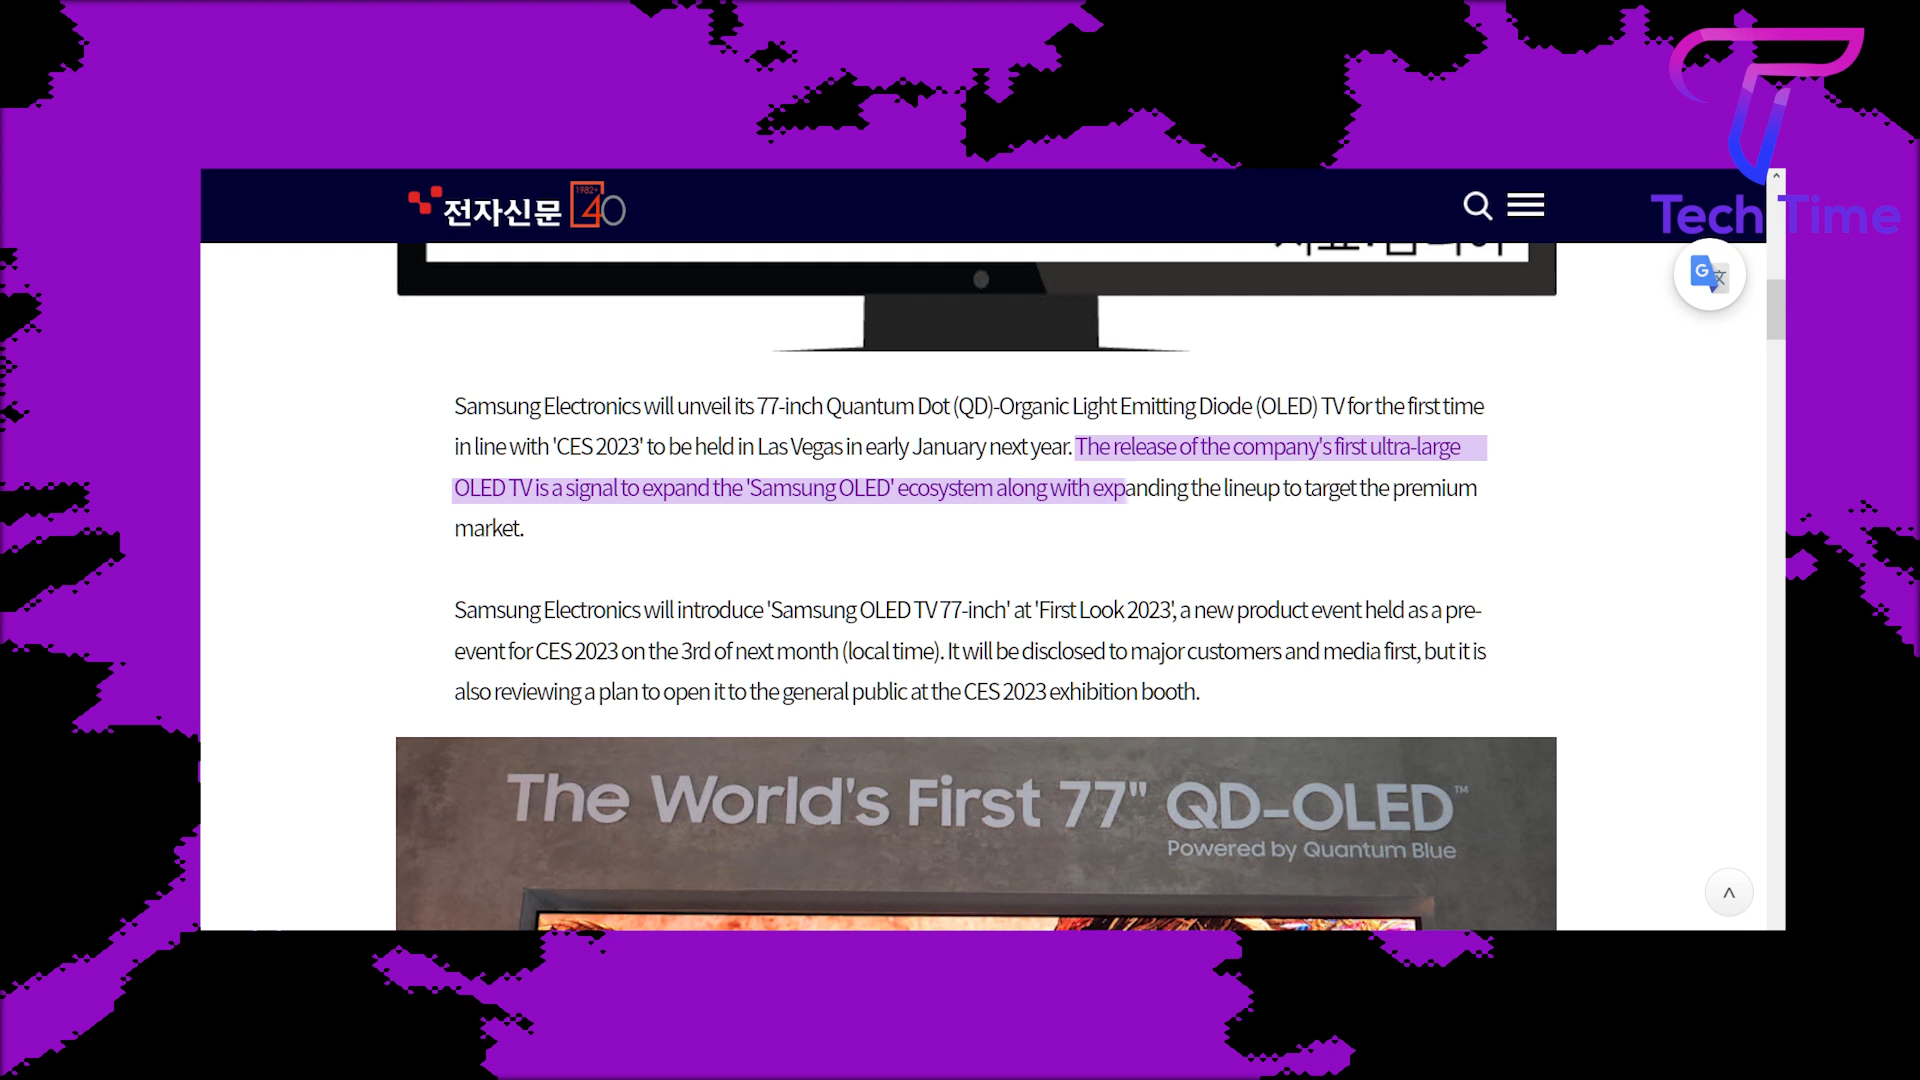 Tech Time
1982+
전자신문 40
Samsung Electronics will unveil its 77-inch Quantum Dot (QD)-Organic Light Emitting Diode (OLED) TV for the first time
in line with 'CES 2023' to be held in Las Vegas in early January next year. The release of the company's first ultra-large
OLED TV is a signal to expand the 'Samsung OLED' ecosystem along with expanding the lineup to target the premium
market.
Samsung Electronics will introduce 'Samsung OLED TV 77-inch' at 'First Look 2023', a new product event held as a pre-
event for CES 2023 on the 3rd of next month (local time). It will be disclosed to major customers and media first, but it is
also reviewing a plan to open it to the general public at the CES 2023 exhibition booth.
The World's First 77" QD-OLED™
Powered by Quantum Blue